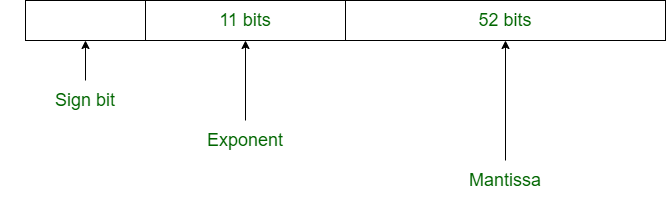 11 bits
52 bits
Sign bit
Exponent
Mantissa